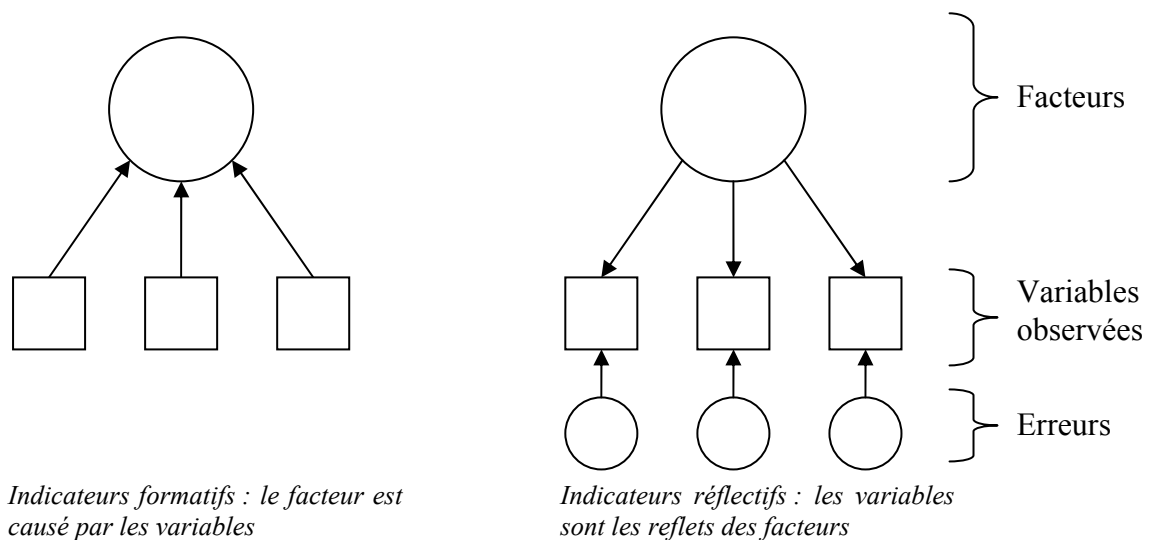 Facteurs
Variables
observées
Erreurs
Indicateurs formatifs : le facteur est
causé par les variables
Indicateurs réflectifs : les variables
sont les reflets des facteurs